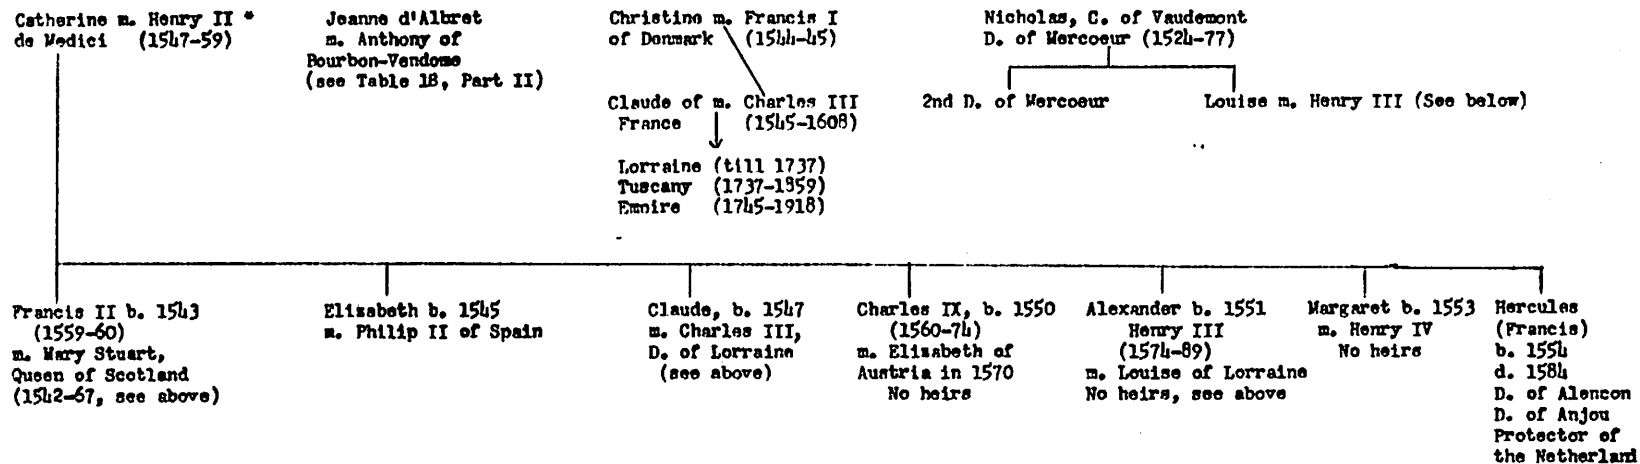 Catherine m. Henry II *
de Medici (1547-59)
Jeanne d'Albret
m. Anthony of
Bourbon-Vendome
(see Table 18, Part II)
Christine m. Francis I
of Denmark (1544-45)
Claude of m. Charles III
France (1545-1608)
Lorraine (till 1737)
Tuscany (1737-1859)
Empire (1745-1918)
Nicholas, C. of Vaudemont
D. of Mercoeur (1524-77)
2nd D. of Mercoeur
Louise m. Henry III (See below)
Francis II b. 1543
(1559-60)
m. Mary Stuart,
Queen of Scotland
(1542-67, see above)
Elizabeth b. 1545
m. Philip II of Spain
Claude, b. 1547
m. Charles III,
D. of Lorraine
(see above)
Charles IX, b. 1550
(1560-74)
m. Elisabeth of
Austria in 1570
No heirs
Alexander b. 1551
Henry III
(1574-89)
m. Louise of Lorraine
No heirs, see above
Margaret b. 1553
m. Henry IV
No heirs
Hercules
(Francis)
b. 1554
d. 1584
D. of Alencon
D. of Anjou
Protector of
the Netherland